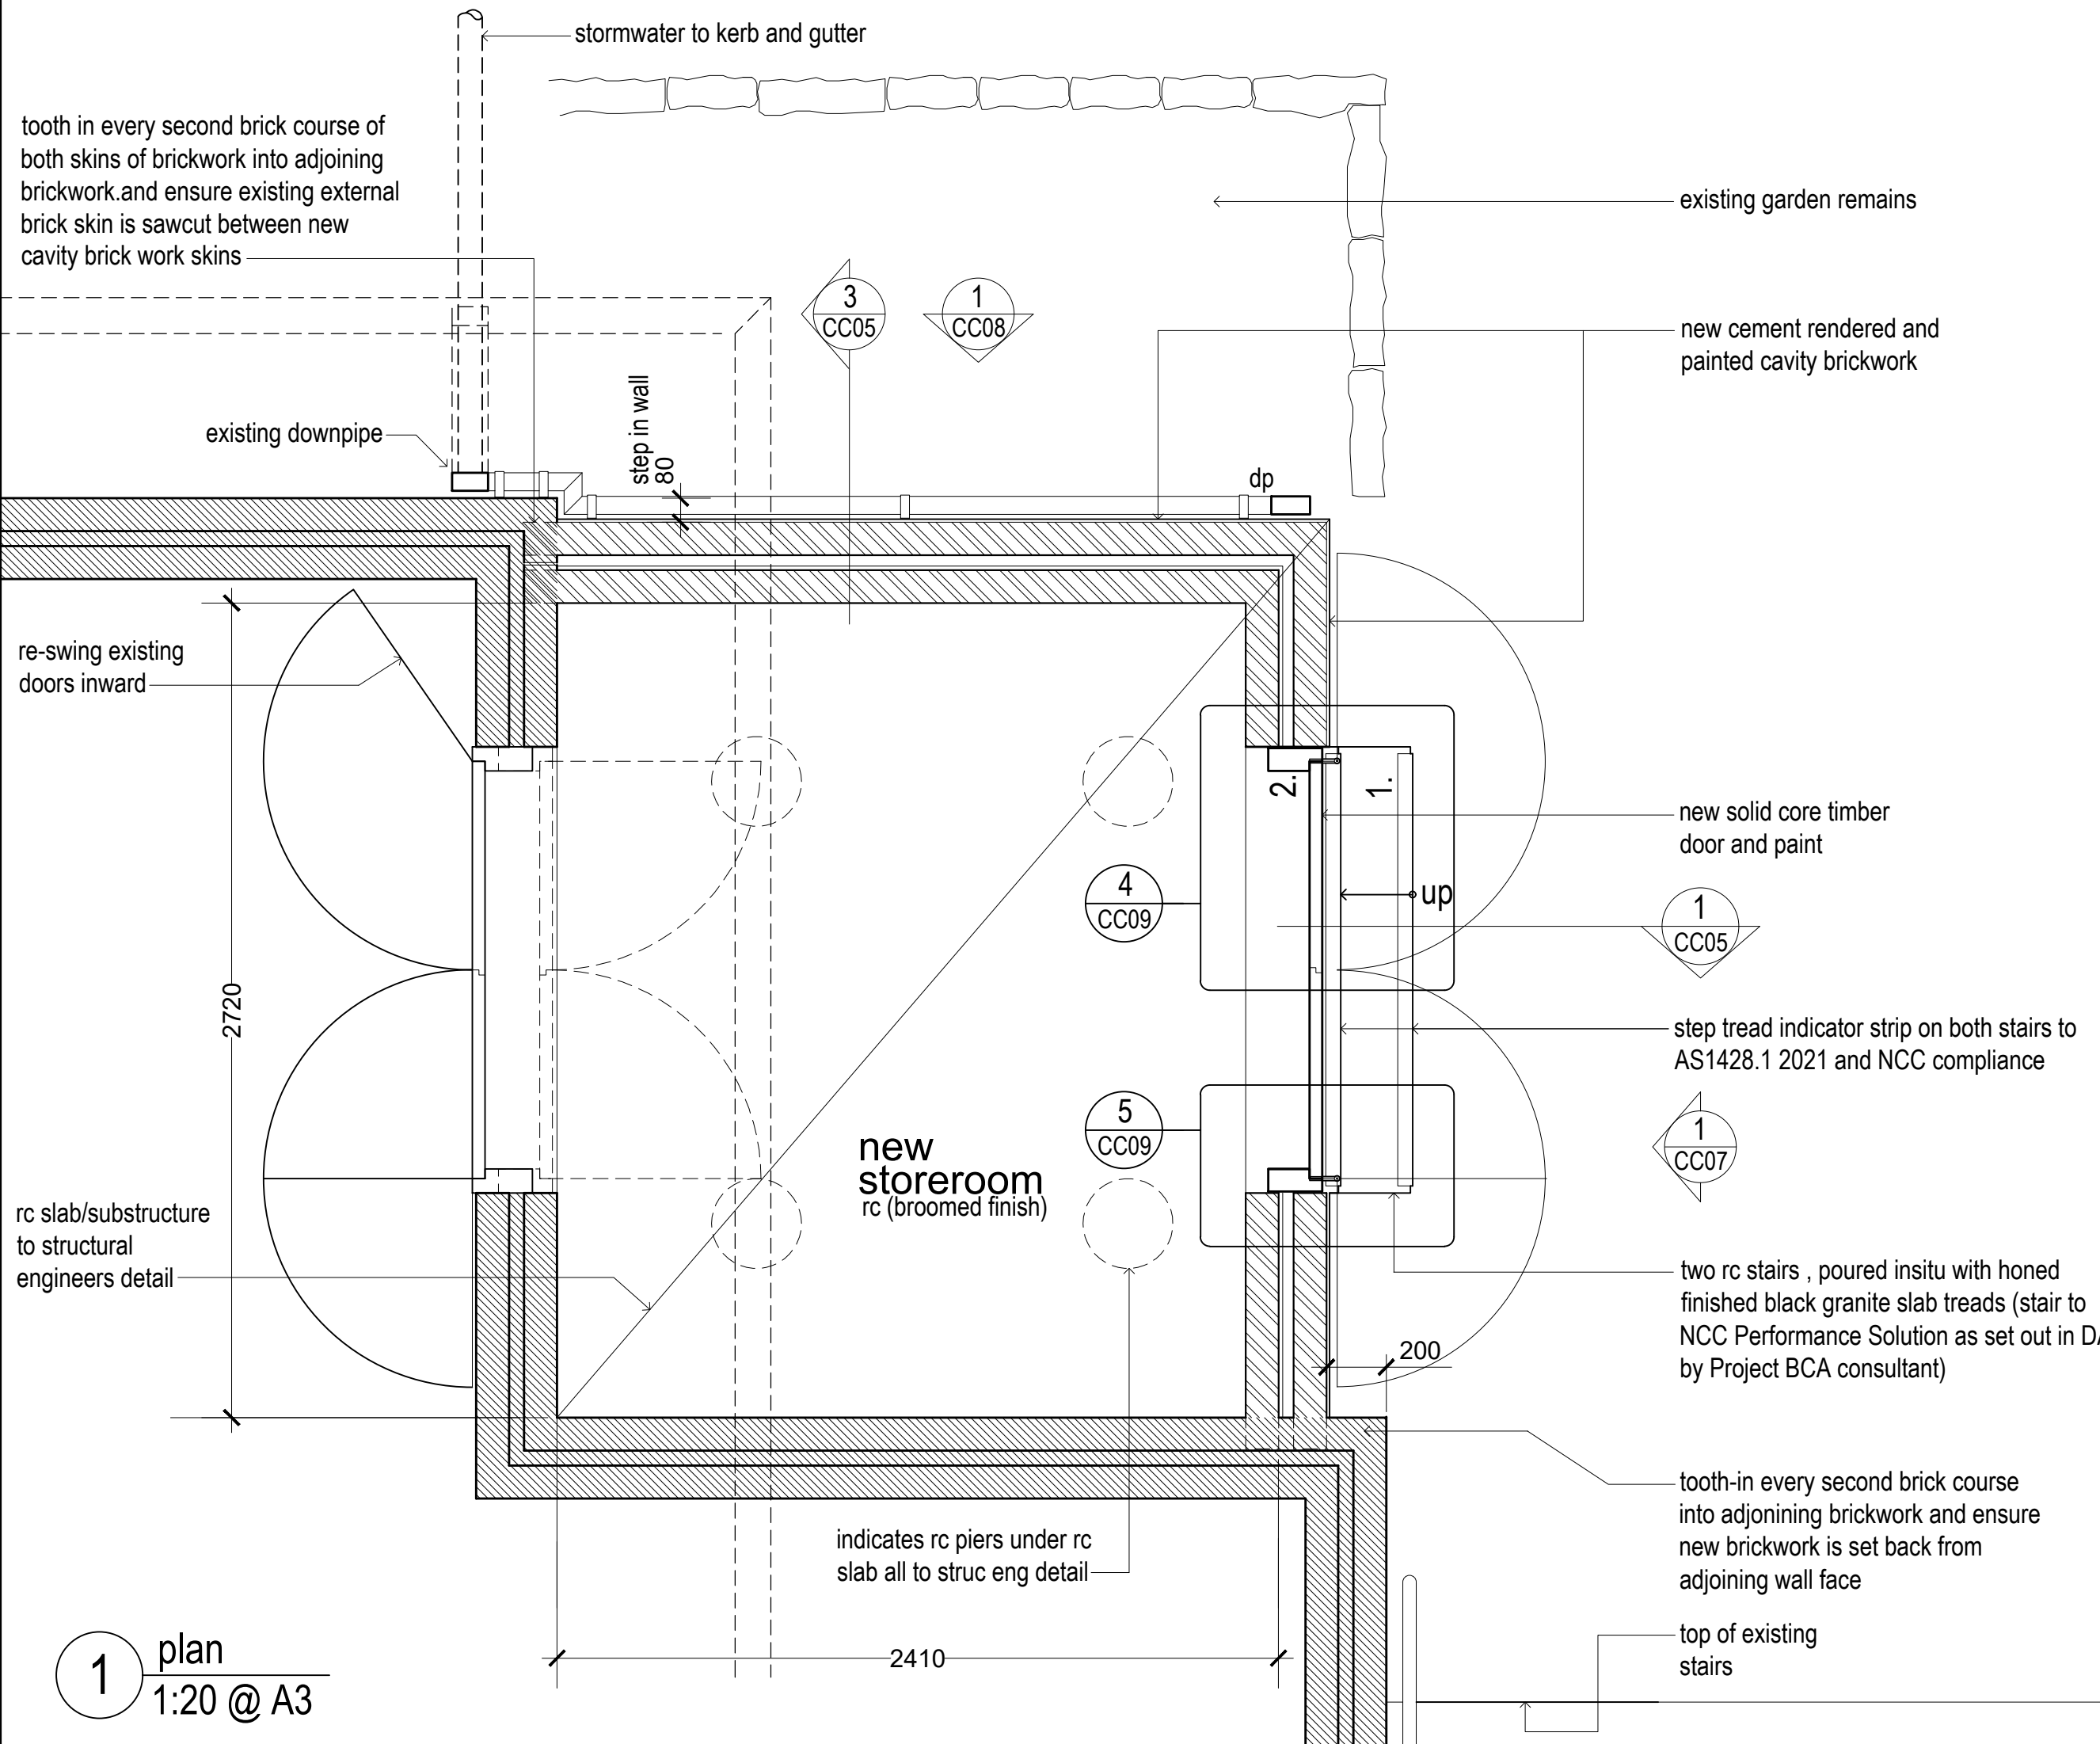 stormwater to kerb and gutter
tooth in every second brick course of
both skins of brickwork into adjoining
brickwork.and ensure existing external
brick skin is sawcut between new
cavity brick work skins
existing garden remains
3
CC05
1
CC08
new cement rendered and
painted cavity brickwork
step in wall
80
existing downpipe
dp
re-swing existing
doors inward
2.
1.
new solid core timber
door and paint
4
CC09
up
1
CC05
2720
step tread indicator strip on both stairs to
AS1428.1 2021 and NCC compliance
5
CC09
1
CC07
new
storeroom
rc (broomed finish)
rc slab/substructure
to structural
engineers detail
two rc stairs , poured insitu with honed
finished black granite slab treads (stair to
NCC Performance Solution as set out in DA
by Project BCA consultant)
200
tooth-in every second brick course
into adjonining brickwork and ensure
new brickwork is set back from
adjoining wall face
indicates rc piers under rc
slab all to struc eng detail
top of existing
stairs
2410
1
plan
1:20 @ A3